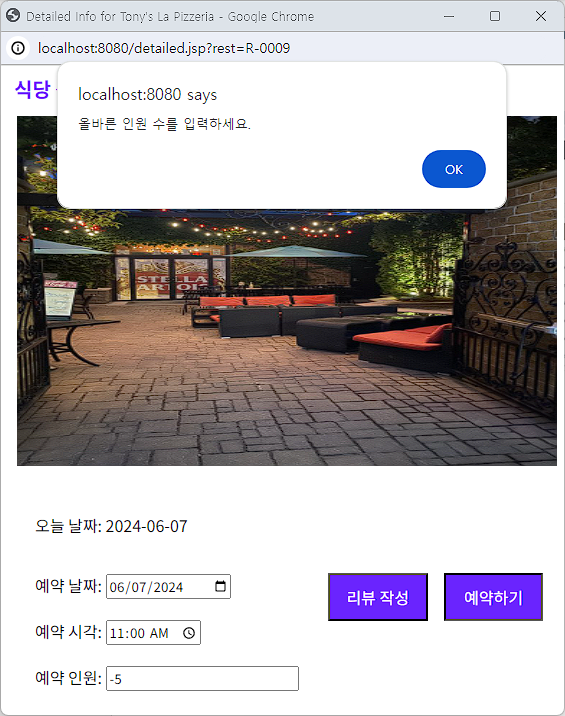 Detailed Info for Tony's La Pizzeria - Google Chrome
localhost:8080/detailed.jsp?rest=R-0009
식당
localhost:8080 says
올바른 인원 수를 입력하세요.
OK
STELLA
ARTOIS
오늘 날짜: 2024-06-07
예약 날짜: 06/07/2024
리뷰 작성
예약하기
예약 시각: 11:00 AM
예약 인원: -5